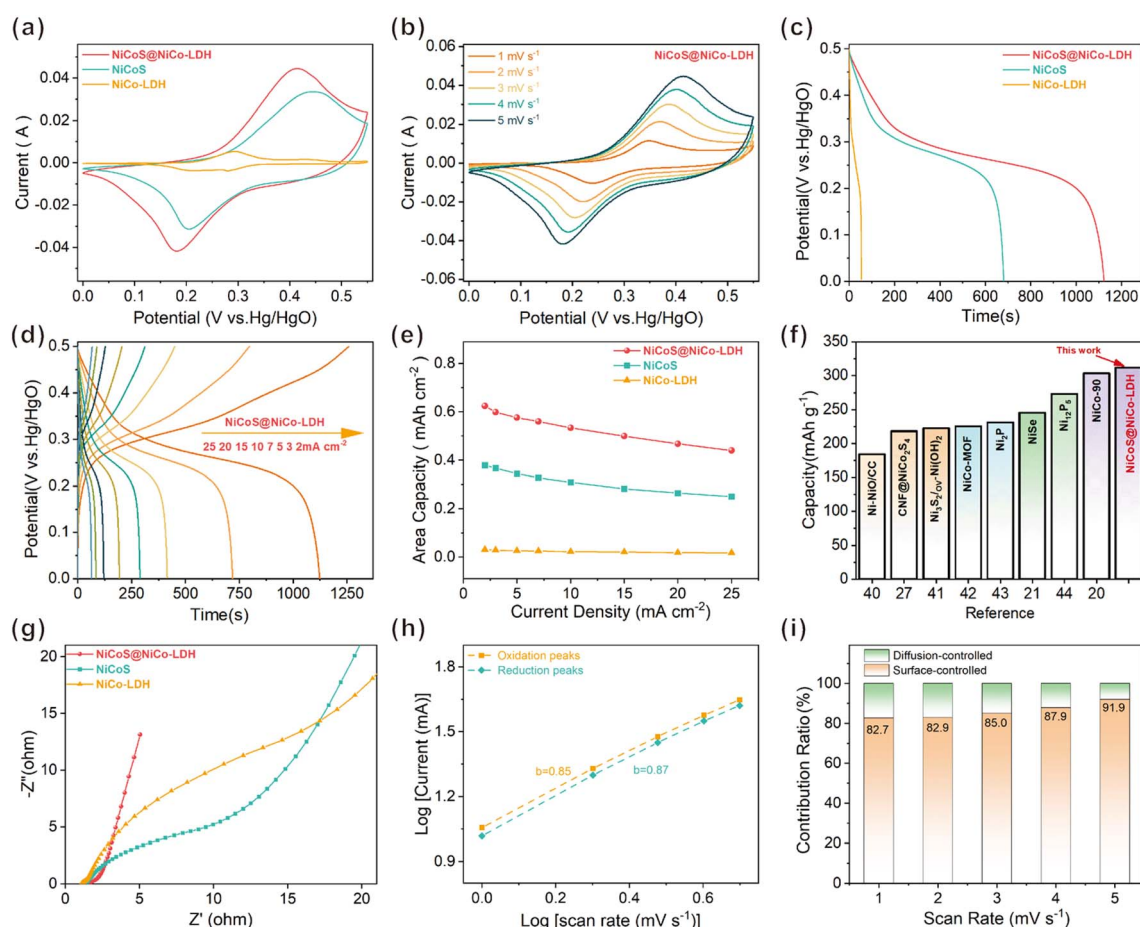 (a)
NiCoS@NiCo-LDH
NiCoS
NiCo-LDH
0.04
0.02
0.00
-0.02
-0.04
Current ( A )
0.0 0.1 0.2 0.3 0.4 0.5
Potential (V vs.Hg/HgO)
(b)
1 mV s⁻¹
2 mV s⁻¹
3 mV s⁻¹
4 mV s⁻¹
5 mV s⁻¹
NiCoS@NiCo-LDH
0.06
0.04
0.02
0.00
-0.02
-0.04
-0.06
Current ( A )
0.0 0.1 0.2 0.3 0.4 0.5
Potential (V vs.Hg/HgO)
(c)
NiCoS@NiCo-LDH
NiCoS
NiCo-LDH
0.5
0.4
0.3
0.2
0.1
0.0
Potential(V vs.Hg/HgO)
0 200 400 600 800 1000 1200
Time(s)
(d)
0.5
0.4
0.3
0.2
0.1
0.0
Potential(V vs.Hg/HgO)
NiCoS@NiCo-LDH
25 20 15 10 7 5 3 2mA cm⁻²
0 250 500 750 1000 1250
Time(s)
(e)
NiCoS@NiCo-LDH
NiCoS
NiCo-LDH
0.8
0.6
0.4
0.2
0.0
Area Capacity ( mAh cm⁻²)
0 5 10 15 20 25
Current Density (mA cm⁻²)
(f)
This work
350
300
250
200
150
100
50
0
Capacity(mAh g⁻¹)
Ni-NiO/CC
CNF@NiCo₂S₄
Ni₃S₂/OV-Ni(OH)₂
NiCo-MOF
Ni₂P
NiSe
Ni₁₂P₅
NiCo-90
NiCoS@NiCo-LDH
40 27 41 42 43 21 44 20
Reference
(g)
NiCoS@NiCo-LDH
NiCoS
NiCo-LDH
20
15
10
5
0
-Z"(ohm)
0 5 10 15 20
Z' (ohm)
(h)
Oxidation peaks
Reduction peaks
1.8
1.5
1.2
0.9
Log [Current (mA)]
b=0.85
b=0.87
0.0 0.2 0.4 0.6
Log [scan rate (mV s⁻¹)]
(i)
Diffusion-controlled
Surface-controlled
100
80
60
40
20
0
Contribution Ratio(%)
82.7 82.9 85.0 87.9 91.9
1 2 3 4 5
Scan Rate (mV s⁻¹)